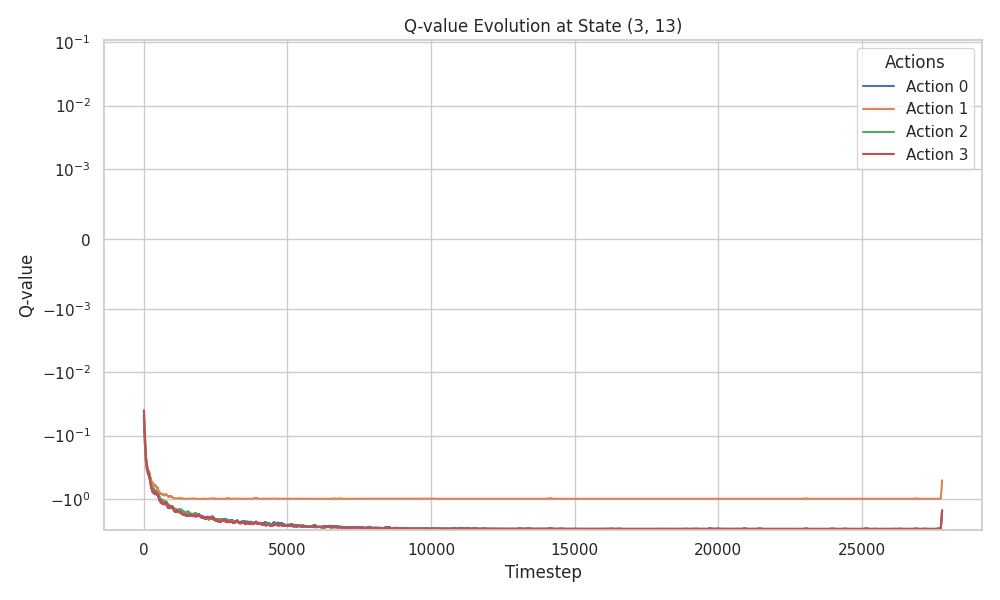 Q-value Evolution at State (3, 13)
Q-value
10⁻¹
10⁻²
10⁻³
0
−10⁻³
−10⁻²
−10⁻¹
−10⁰
Actions
Action 0
Action 1
Action 2
Action 3
0 5000 10000 15000 20000 25000
Timestep